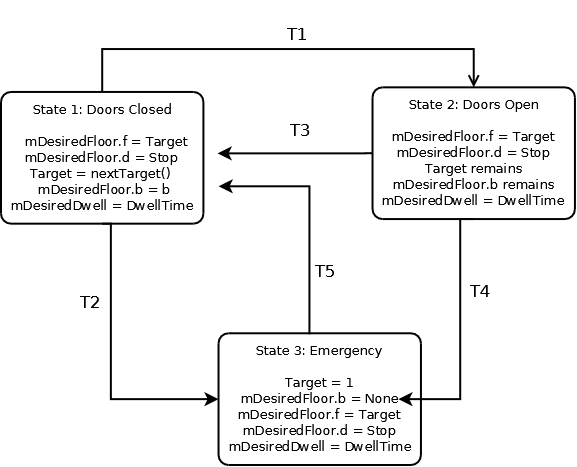 T1
State 1: Doors Closed
mDesiredFloor.f = Target
mDesiredFloor.d = Stop
Target = nextTarget()
mDesiredFloor.b = b
mDesiredDwell = DwellTime
State 2: Doors Open
mDesiredFloor.f = Target
mDesiredFloor.d = Stop
Target remains
mDesiredFloor.b remains
mDesiredDwell = DwellTime
T3
T5
T2
T4
State 3: Emergency
Target = 1
mDesiredFloor.b = None
mDesiredFloor.f = Target
mDesiredFloor.d = Stop
mDesiredDwell = DwellTime